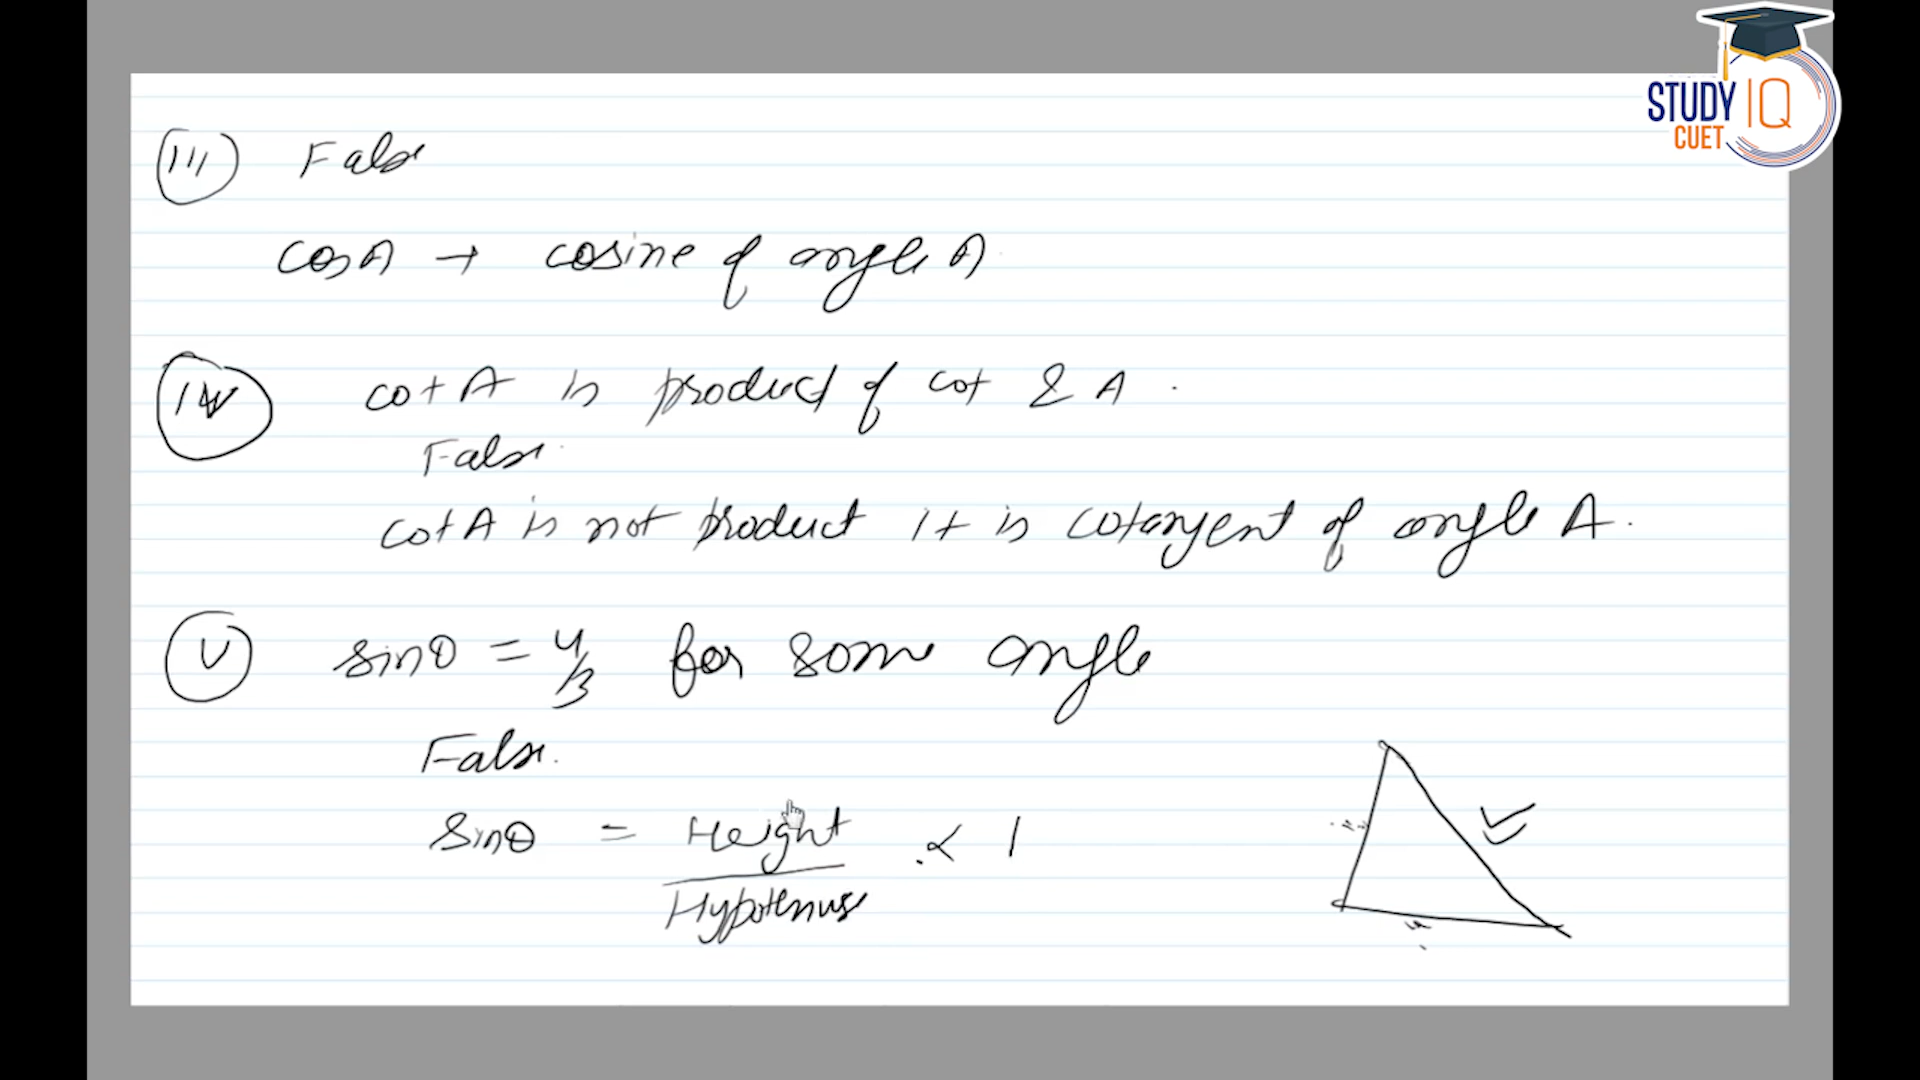 STUDY IQ
CUET
(III) False
cosA → cosine of angle A
(IV) cot A is product of cot & A.
False.
cotA is not product it is cotangent of angle A.
(V) sinθ = 4/3 for some angle
False.
sinθ = Height / Hypotenuse < 1